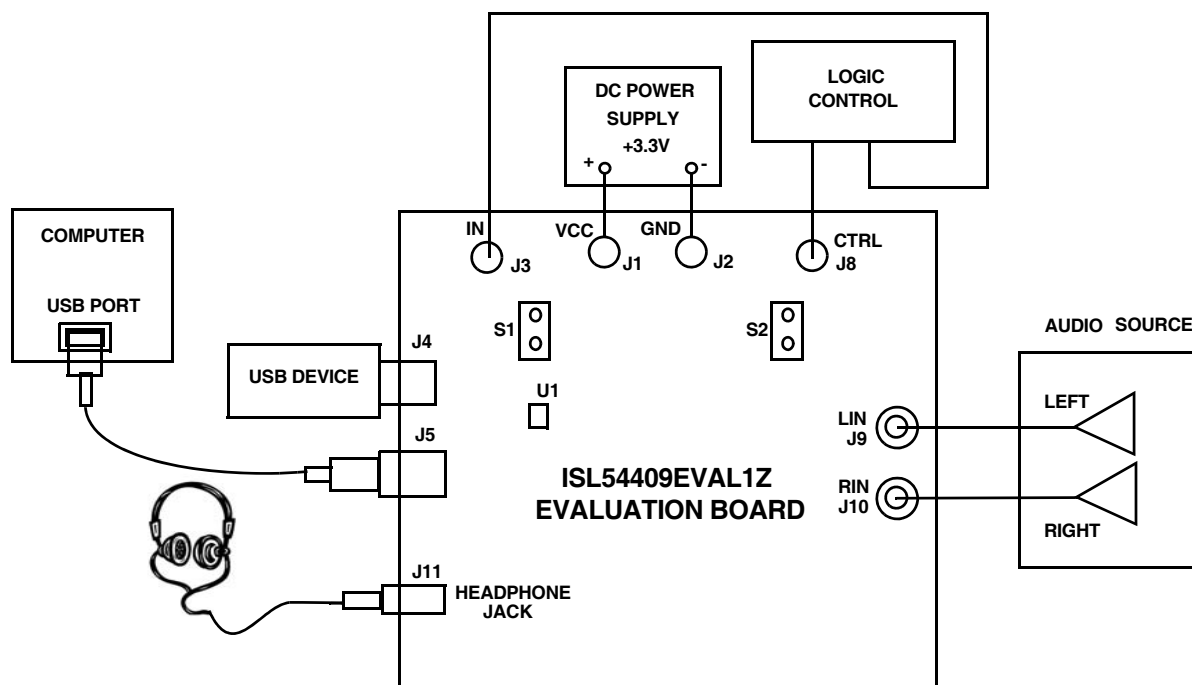 LOGIC
CONTROL
DC POWER
SUPPLY
+3.3V
+ -
COMPUTER
USB PORT
IN
J3
VCC
J1
GND
J2
CTRL
J8
S1
S2
AUDIO SOURCE
J4
USB DEVICE
U1
J5
LEFT
LIN
J9
ISL54409EVAL1Z
EVALUATION BOARD
RIN
J10
RIGHT
J11
HEADPHONE
JACK